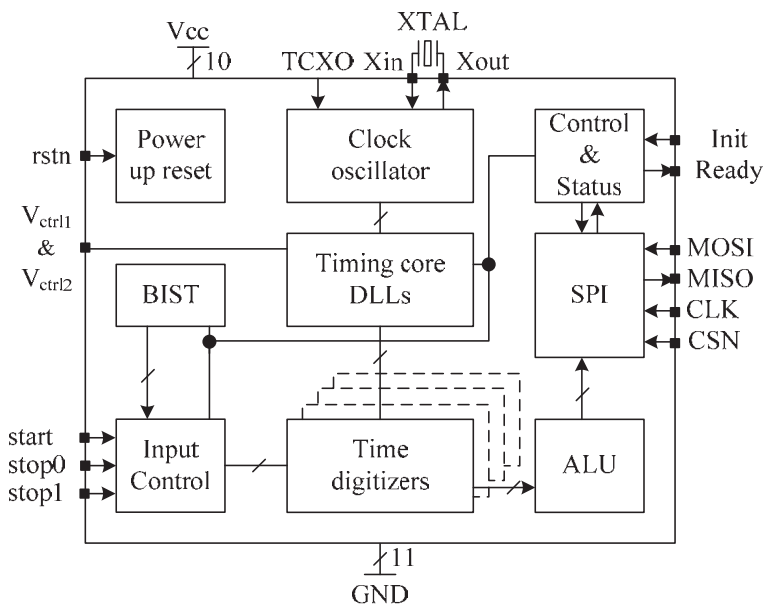 XTAL
Vcc
10
TCXO Xin
Xout
Power
up reset
Clock
oscillator
Control
&
Status
rstn
Init
Ready
Vctrl1
&
Vctrl2
Timing core
DLLs
SPI
MOSI
MISO
CLK
CSN
BIST
start
stop0
stop1
Input
Control
Time
digitizers
ALU
11
GND